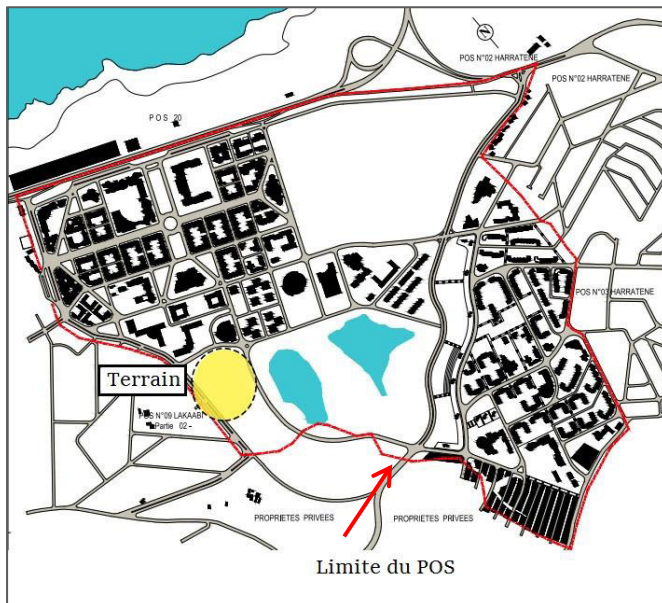 N
POS N°02 HARRATENE
POS N°02 HARRATENE
POS 20
POS N°03 HARRATENE
Terrain
POS N°09 LAKAABI
Partie 02 -
PROPRIETES PRIVEES
PROPRIETES PRIVEES
Limite du POS